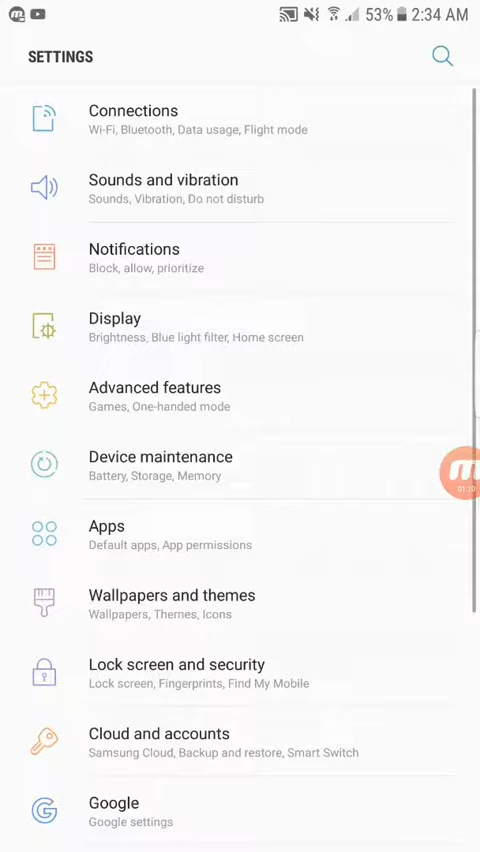 53% 2:34 AM
SETTINGS
Connections
Wi-Fi, Bluetooth, Data usage, Flight mode
Sounds and vibration
Sounds, Vibration, Do not disturb
Notifications
Block, allow, prioritize
Display
Brightness, Blue light filter, Home screen
Advanced features
Games, One-handed mode
Device maintenance
Battery, Storage, Memory
01:10
Apps
Default apps, App permissions
Wallpapers and themes
Wallpapers, Themes, Icons
Lock screen and security
Lock screen, Fingerprints, Find My Mobile
Cloud and accounts
Samsung Cloud, Backup and restore, Smart Switch
Google
Google settings